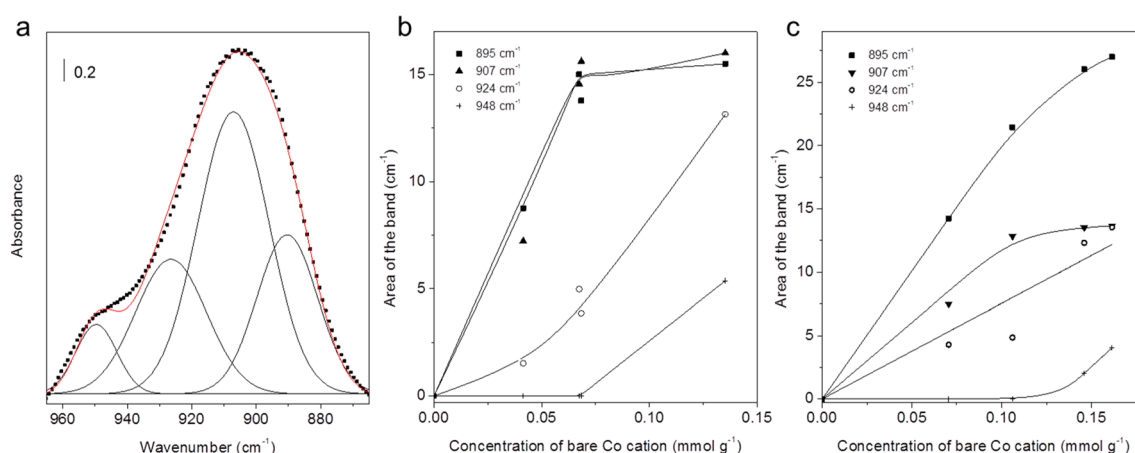 a
0.2
Absorbance
960
940
920
900
880
Wavenumber (cm-1)
b
895 cm-1
907 cm-1
924 cm-1
948 cm-1
Area of the band (cm-1)
15
10
5
0
0.00
0.05
0.10
0.15
Concentration of bare Co cation (mmol g-1)
c
895 cm-1
907 cm-1
924 cm-1
948 cm-1
Area of the band (cm-1)
25
20
15
10
5
0
0.00
0.05
0.10
0.15
Concentration of bare Co cation (mmol g-1)